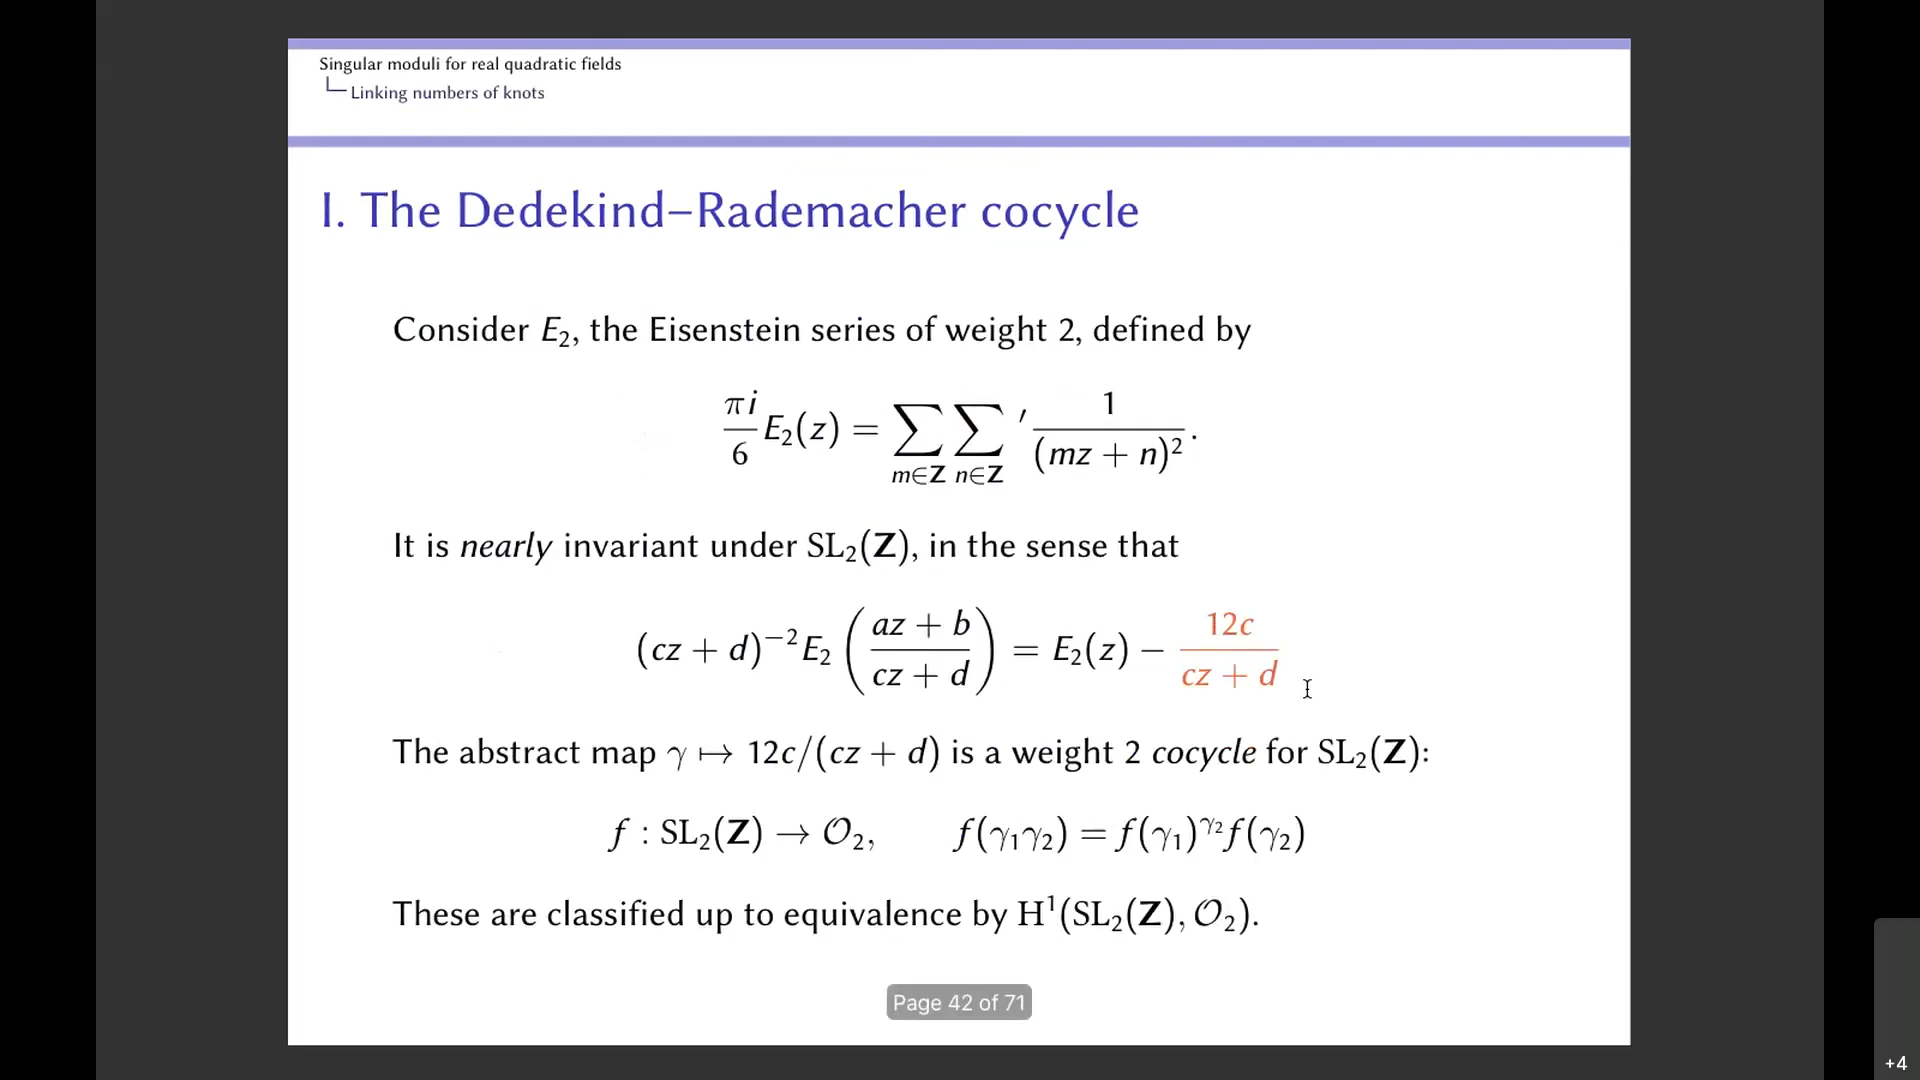 Singular moduli for real quadratic fields
Linking numbers of knots
I. The Dedekind–Rademacher cocycle
Consider E₂, the Eisenstein series of weight 2, defined by
πi/6 E₂(z) = ∑_{m∈Z} ∑_{n∈Z} ′ 1/(mz + n)² .
It is nearly invariant under SL₂(Z), in the sense that
(cz + d)⁻² E₂ ((az + b)/(cz + d)) = E₂(z) − 12c/(cz + d)
The abstract map γ ↦ 12c/(cz + d) is a weight 2 cocycle for SL₂(Z):
f : SL₂(Z) → 𝒪₂, f(γ₁γ₂) = f(γ₁)^{γ₂} f(γ₂)
These are classified up to equivalence by H¹(SL₂(Z), 𝒪₂).
Page 42 of 71
+4